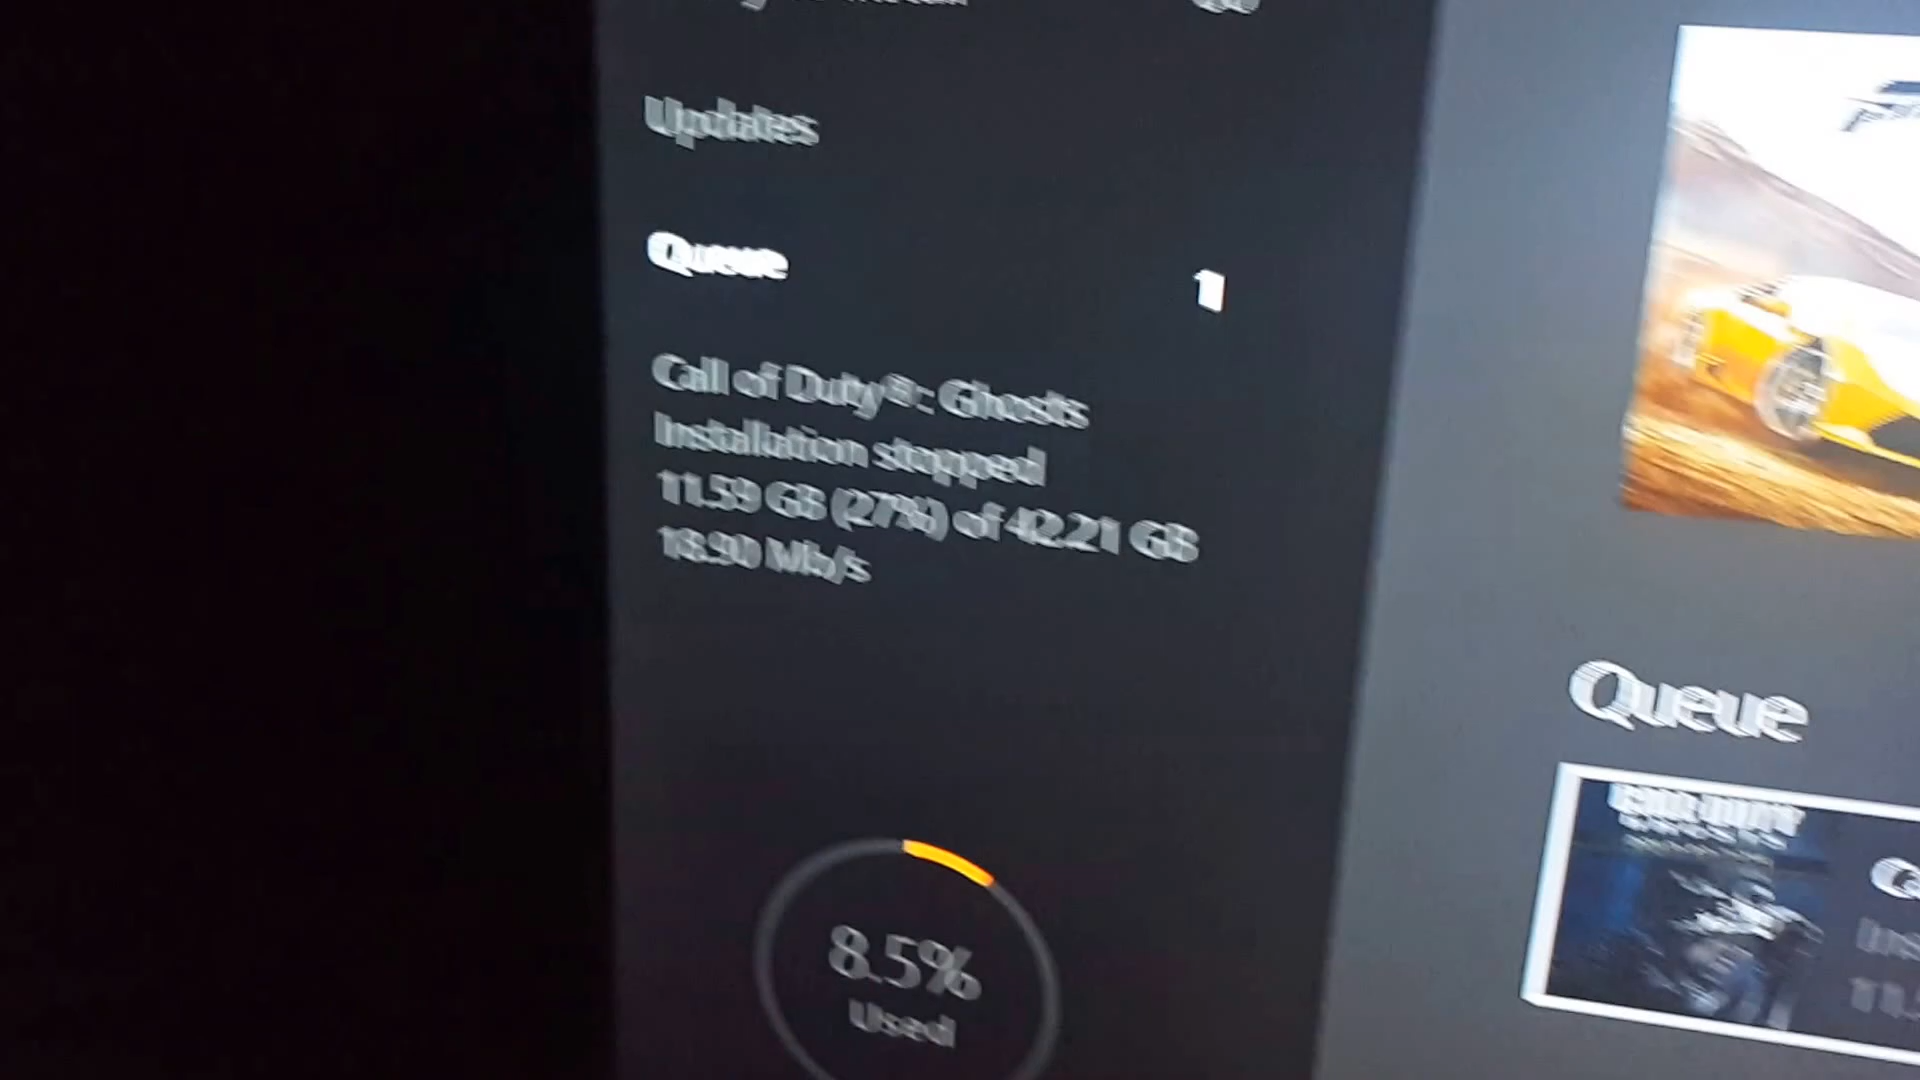 Updates
Queue 1
Call of Duty®: Ghosts
Installation stopped
11.59 GB (27%) of 42.21 GB
18.90 Mb/s
8.5%
Used
Queue